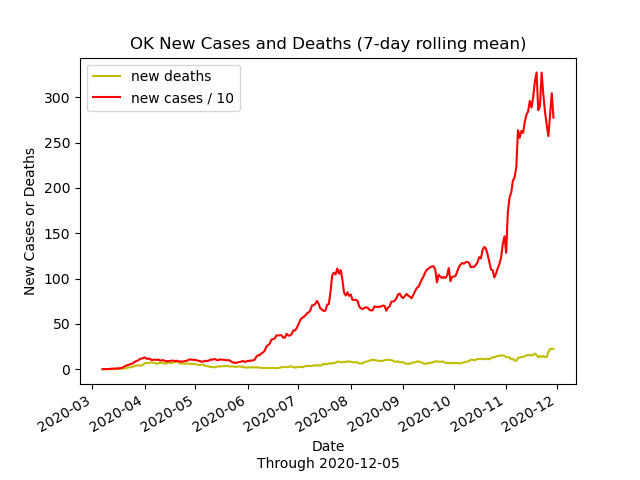 OK New Cases and Deaths (7-day rolling mean)
new deaths
new cases / 10
300
250
200
150
100
50
0
New Cases or Deaths
2020-03
2020-04
2020-05
2020-06
2020-07
2020-08
2020-09
2020-10
2020-11
2020-12
Date
Through 2020-12-05